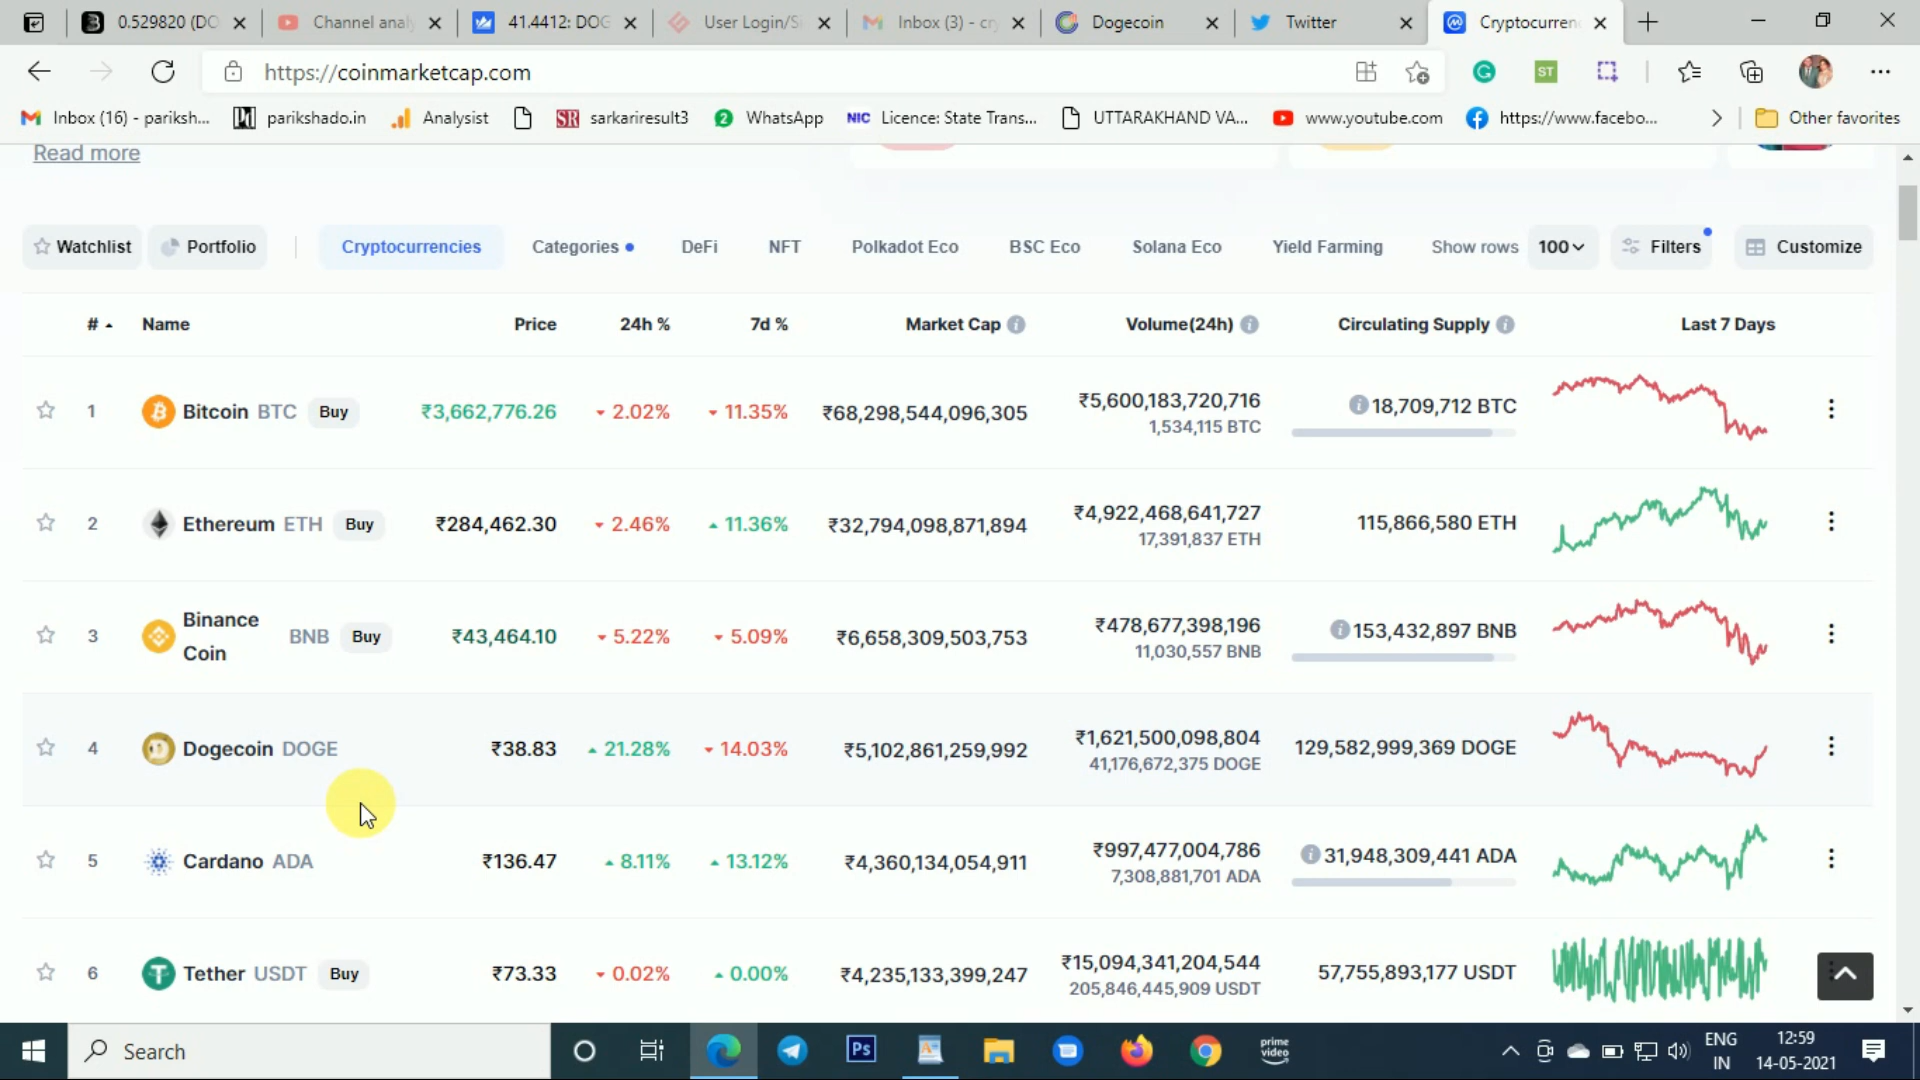 0.529820 (DO
Channel anal
41.4412: DOG
User Login/Si
Inbox (3) - cr
Dogecoin
Twitter
Cryptocurren
https://coinmarketcap.com
ST
Inbox (16) - pariksh...
parikshado.in
Analysist
SR sarkariresult3
2 WhatsApp
NIC Licence: State Trans...
UTTARAKHAND VA...
www.youtube.com
https://www.facebo...
Other favorites
Read more
Watchlist
Portfolio
Cryptocurrencies
Categories
DeFi
NFT
Polkadot Eco
BSC Eco
Solana Eco
Yield Farming
Show rows 100
Filters
Customize
# Name Price 24h % 7d % Market Cap Volume(24h) Circulating Supply Last 7 Days
1 Bitcoin BTC Buy ₹3,662,776.26 2.02% 11.35% ₹68,298,544,096,305 ₹5,600,183,720,716 18,709,712 BTC
1,534,115 BTC
2 Ethereum ETH Buy ₹284,462.30 2.46% 11.36% ₹32,794,098,871,894 ₹4,922,468,641,727 115,866,580 ETH
17,391,837 ETH
3 Binance Coin BNB Buy ₹43,464.10 5.22% 5.09% ₹6,658,309,503,753 ₹478,677,398,196 153,432,897 BNB
11,030,557 BNB
4 Dogecoin DOGE ₹38.83 21.28% 14.03% ₹5,102,861,259,992 ₹1,621,500,098,804 129,582,999,369 DOGE
41,176,672,375 DOGE
5 Cardano ADA ₹136.47 8.11% 13.12% ₹4,360,134,054,911 ₹997,477,004,786 31,948,309,441 ADA
7,308,881,701 ADA
6 Tether USDT Buy ₹73.33 0.02% 0.00% ₹4,235,133,399,247 ₹15,094,341,204,544 57,755,893,177 USDT
205,846,445,909 USDT
Search
Ps
prime video
ENG
IN
12:59
14-05-2021